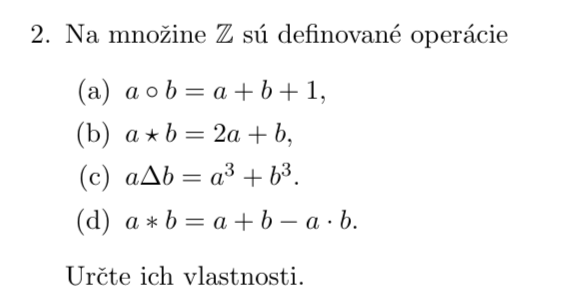 2. Na množine ℤ sú definované operácie
(a) a ∘ b = a + b + 1,
(b) a ⋆ b = 2a + b,
(c) aΔb = a³ + b³.
(d) a ∗ b = a + b − a · b.
Určte ich vlastnosti.